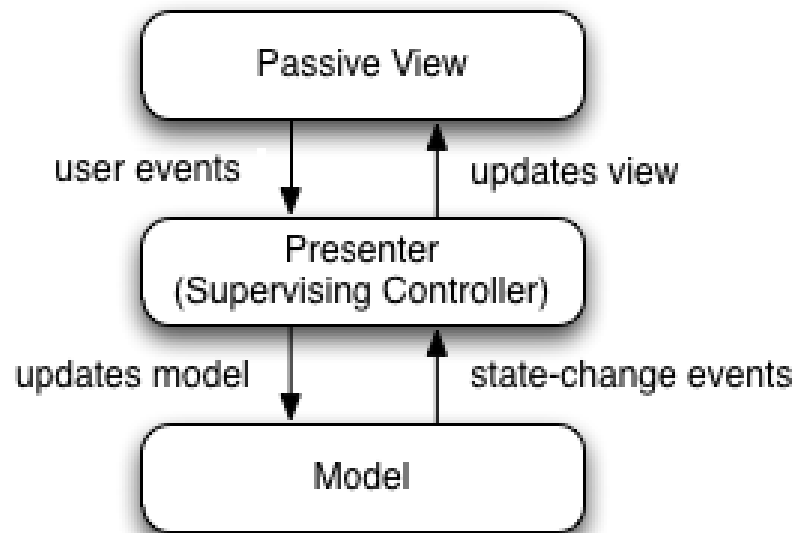 Passive View
user events
updates view
Presenter
(Supervising Controller)
updates model
state-change events
Model